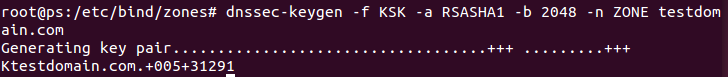 root@ps:/etc/bind/zones# dnssec-keygen -f KSK -a RSASHA1 -b 2048 -n ZONE testdom
ain.com
Generating key pair.....................................+++ .........+++
Ktestdomain.com.+005+31291